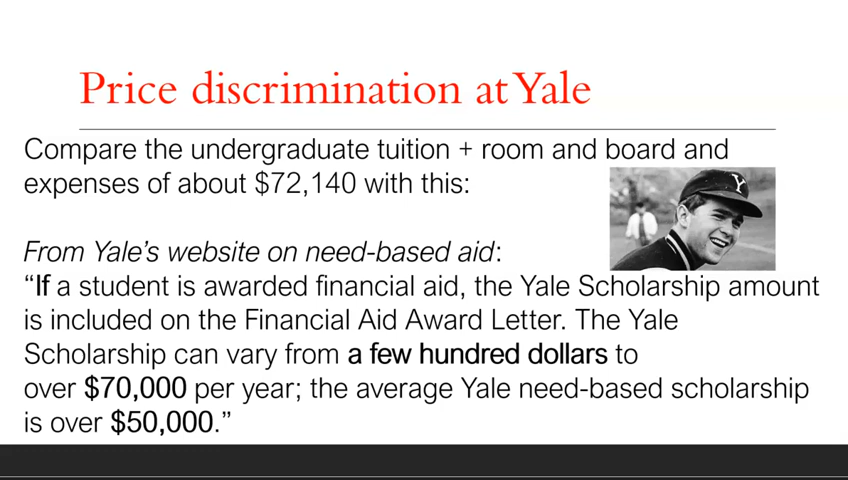 Price discrimination at Yale
Compare the undergraduate tuition + room and board and
expenses of about $72,140 with this:
From Yale’s website on need-based aid:
“If a student is awarded financial aid, the Yale Scholarship amount
is included on the Financial Aid Award Letter. The Yale
Scholarship can vary from a few hundred dollars to
over $70,000 per year; the average Yale need-based scholarship
is over $50,000.”
Y